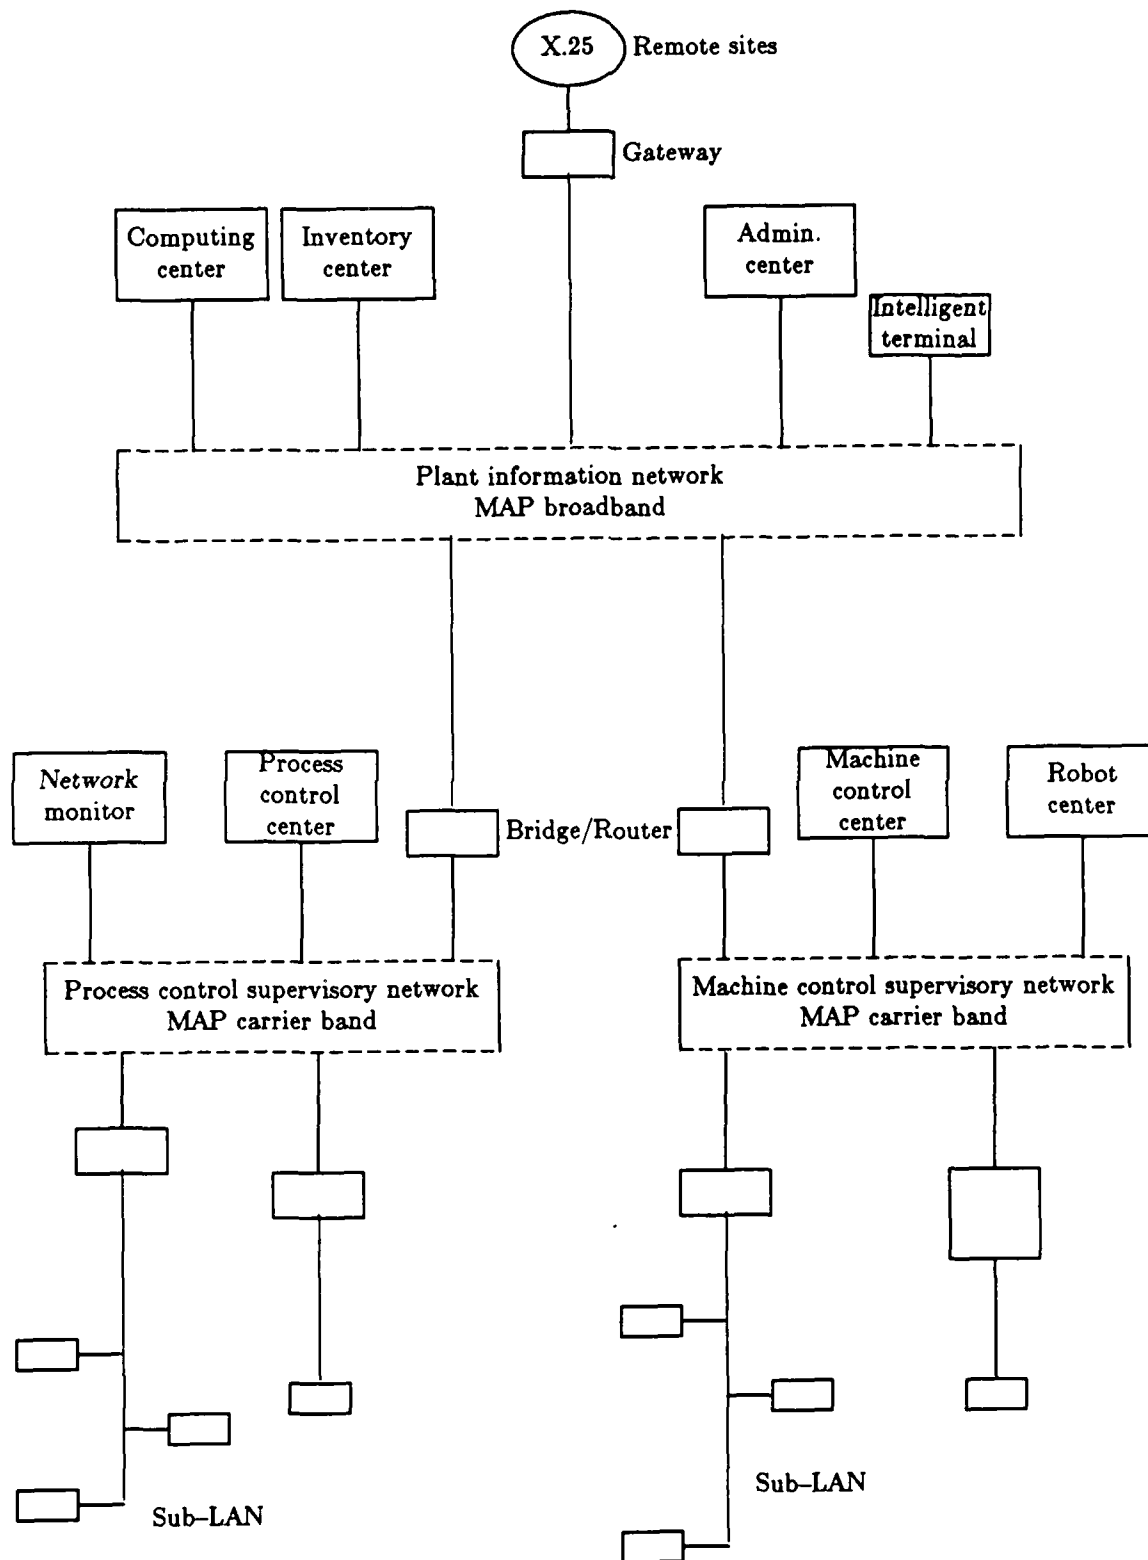 X.25
Remote sites
Gateway
Computing
center
Inventory
center
Admin.
center
Intelligent
terminal
Plant information network
MAP broadband
Network
monitor
Process
control
center
Bridge/Router
Machine
control
center
Robot
center
Process control supervisory network
MAP carrier band
Machine control supervisory network
MAP carrier band
Sub–LAN
Sub–LAN